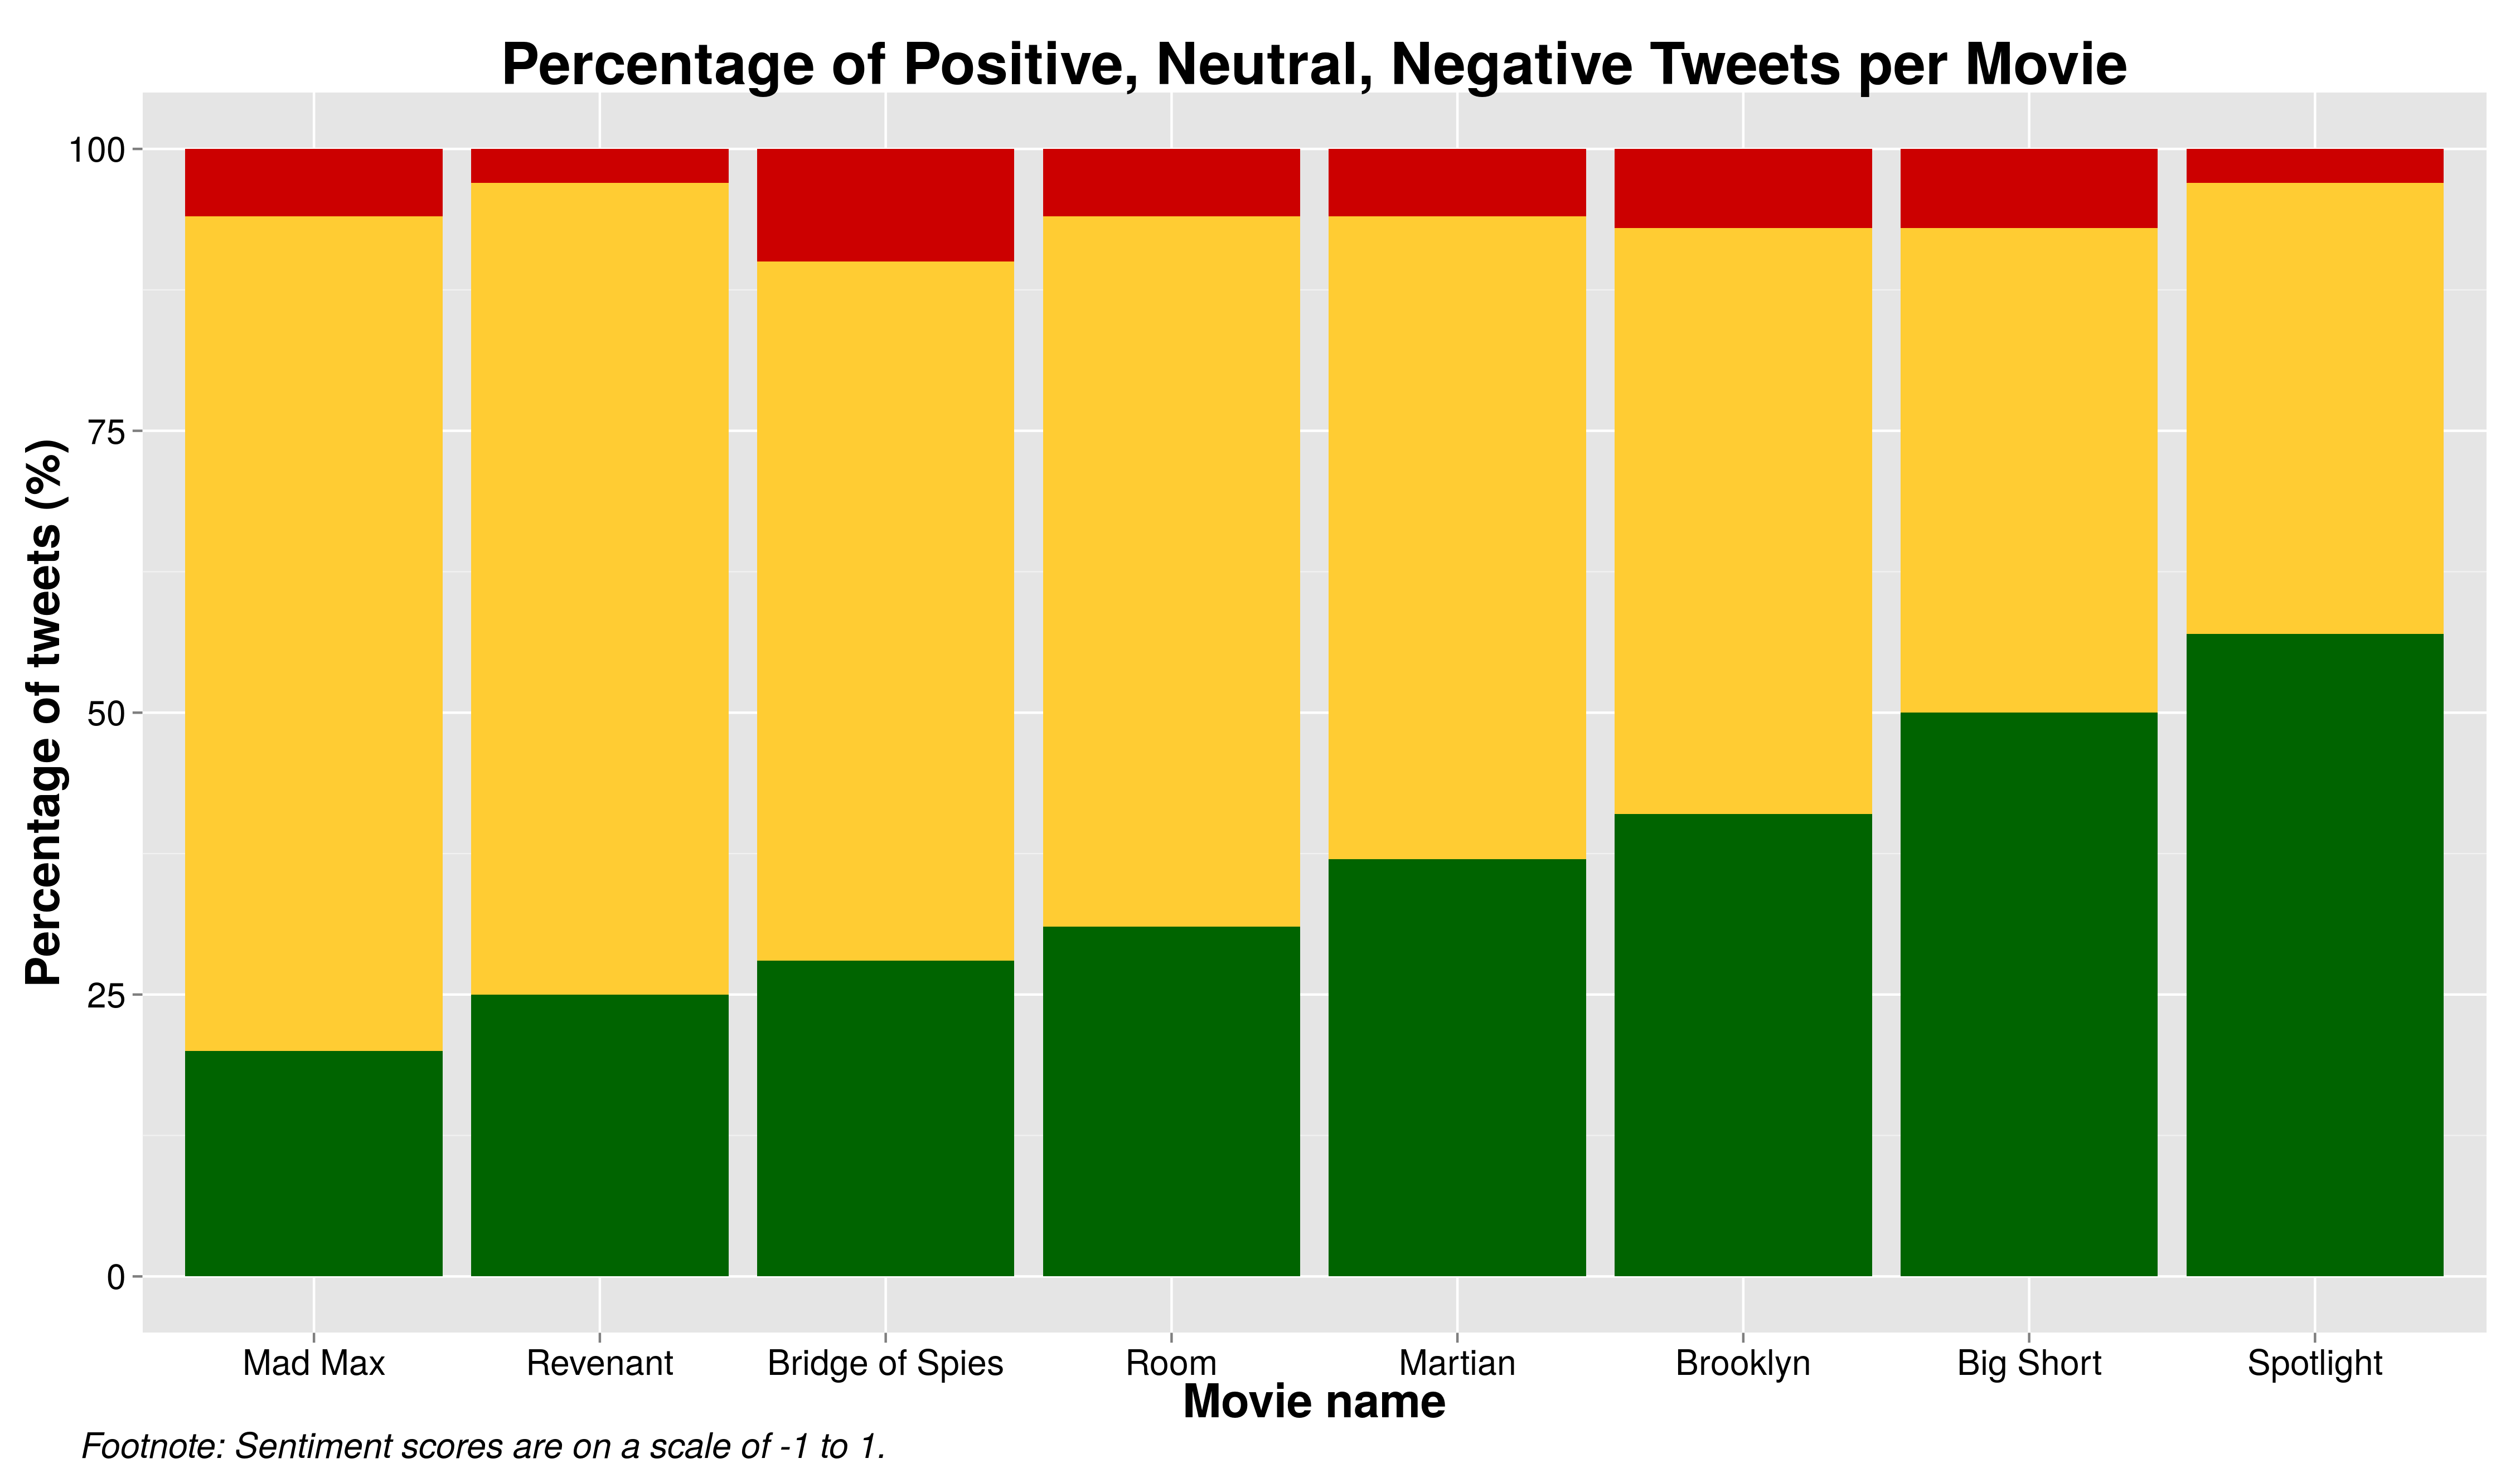 Percentage of Positive, Neutral, Negative Tweets per Movie
Percentage of tweets (%)
100
75
50
25
0
Mad Max Revenant Bridge of Spies Room Martian Brooklyn Big Short Spotlight
Movie name
Footnote: Sentiment scores are on a scale of -1 to 1.